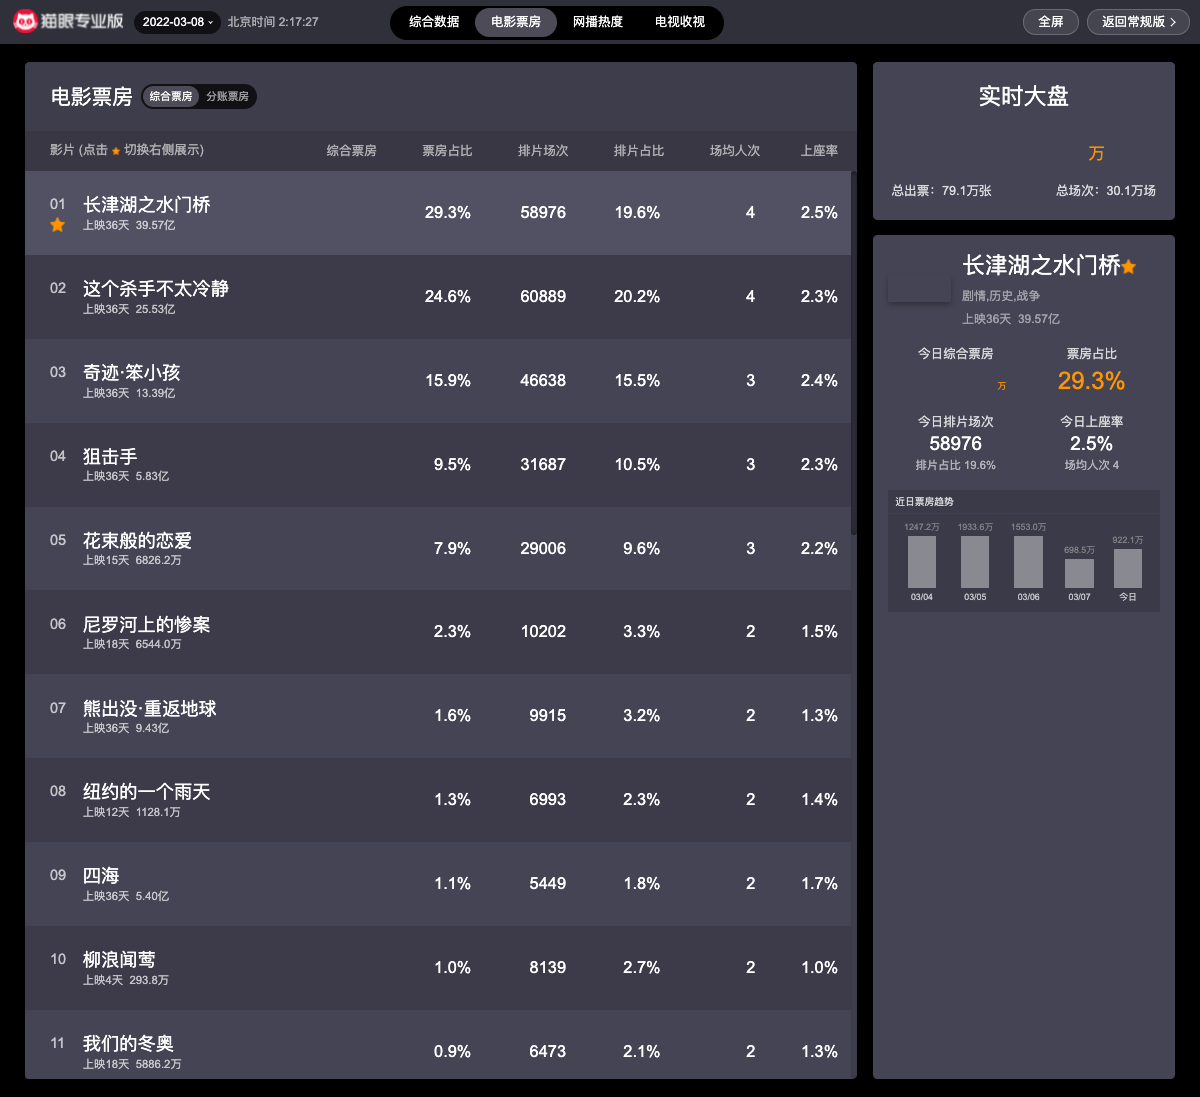 猫眼专业版 2022-03-08 北京时间 2:17:27 综合数据 电影票房 网播热度 电视收视 全屏 返回常规版
电影票房 综合票房 分账票房
影片 (点击 切换右侧展示) 综合票房 票房占比 排片场次 排片占比 场均人次 上座率
01 长津湖之水门桥 29.3% 58976 19.6% 4 2.5%
上映36天 39.57亿
02 这个杀手不太冷静 24.6% 60889 20.2% 4 2.3%
上映36天 25.53亿
03 奇迹·笨小孩 15.9% 46638 15.5% 3 2.4%
上映36天 13.39亿
04 狙击手 9.5% 31687 10.5% 3 2.3%
上映36天 5.83亿
05 花束般的恋爱 7.9% 29006 9.6% 3 2.2%
上映15天 6826.2万
06 尼罗河上的惨案 2.3% 10202 3.3% 2 1.5%
上映18天 6544.0万
07 熊出没·重返地球 1.6% 9915 3.2% 2 1.3%
上映36天 9.43亿
08 纽约的一个雨天 1.3% 6993 2.3% 2 1.4%
上映12天 1128.1万
09 四海 1.1% 5449 1.8% 2 1.7%
上映36天 5.40亿
10 柳浪闻莺 1.0% 8139 2.7% 2 1.0%
上映4天 293.8万
11 我们的冬奥 0.9% 6473 2.1% 2 1.3%
上映18天 5886.2万
实时大盘
万
总出票：79.1万张 总场次：30.1万场
长津湖之水门桥
剧情,历史,战争
上映36天 39.57亿
今日综合票房 票房占比
万 29.3%
今日排片场次 今日上座率
58976 2.5%
排片占比 19.6% 场均人次 4
近日票房趋势
1247.2万 1933.6万 1553.0万 698.5万 922.1万
03/04 03/05 03/06 03/07 今日